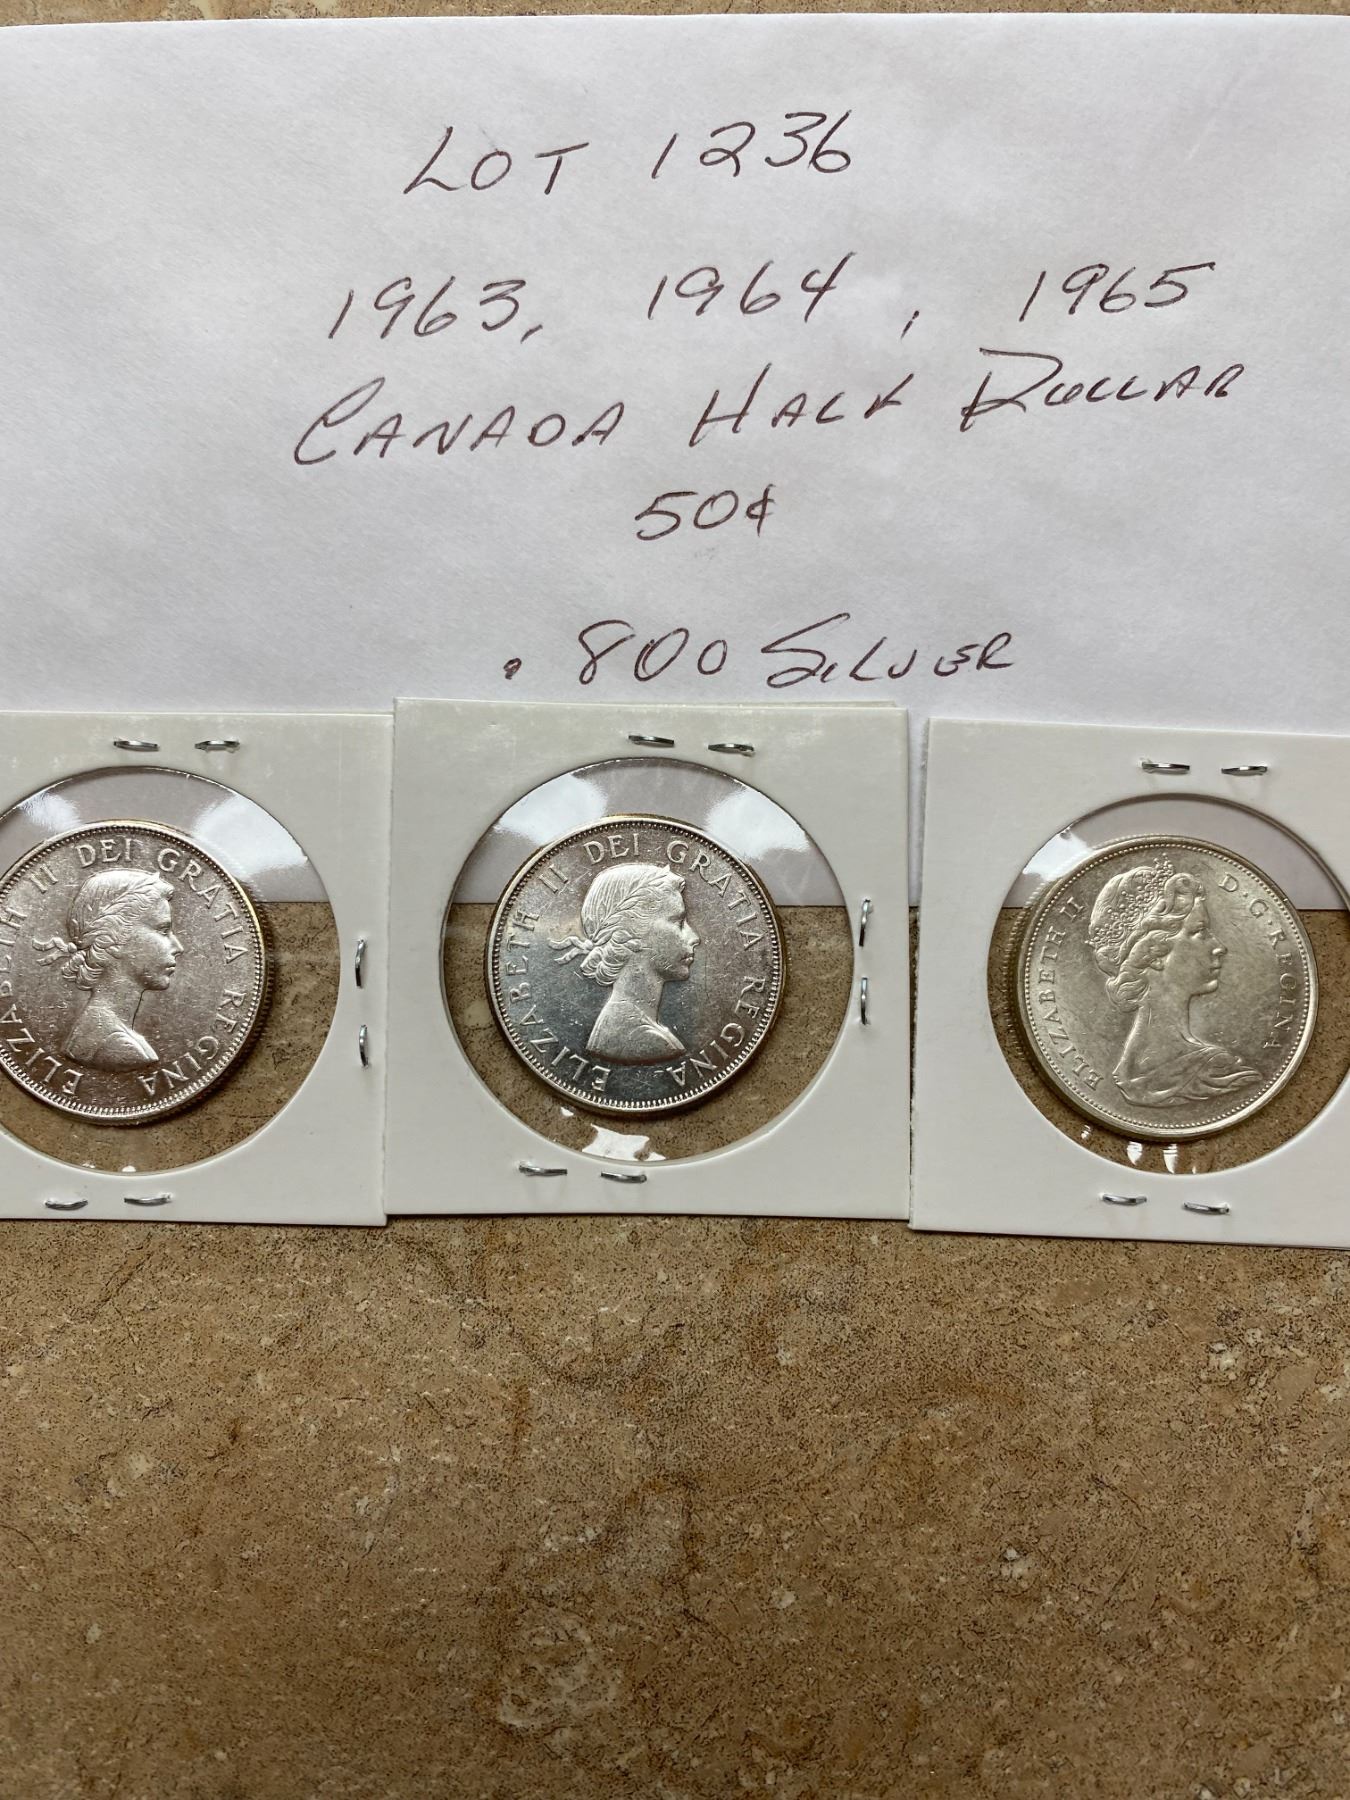 LOT 1236
1963, 1964, 1965
CANADA HALF DOLLAR
50¢
.800 SILVER
ELIZABETH II DEI GRATIA REGINA
ELIZABETH II DEI GRATIA REGINA
ELIZABETH II D·G·REGINA